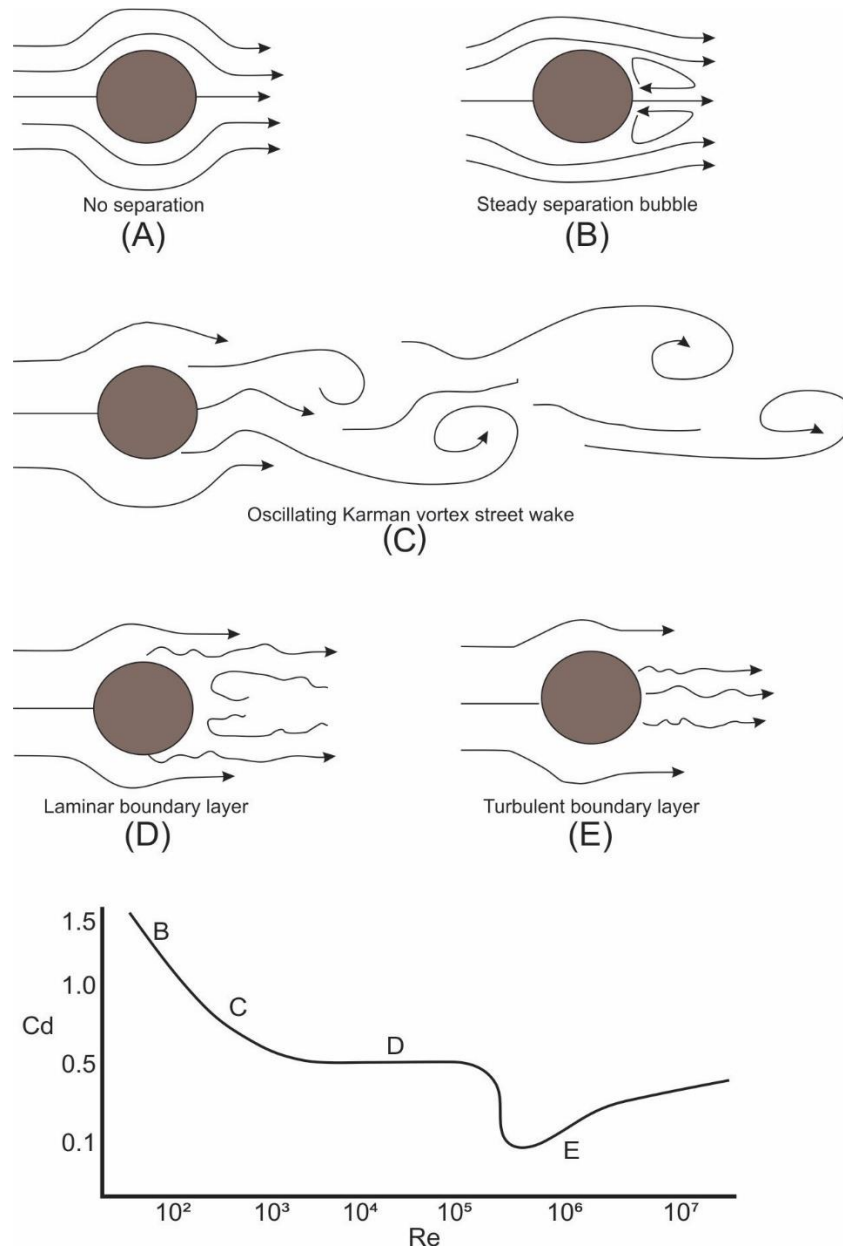 No separation
(A)
Steady separation bubble
(B)
Oscillating Karman vortex street wake
(C)
Laminar boundary layer
(D)
Turbulent boundary layer
(E)
1.5
1.0
Cd
0.5
0.1
B
C
D
E
10² 10³ 10⁴ 10⁵ 10⁶ 10⁷
Re